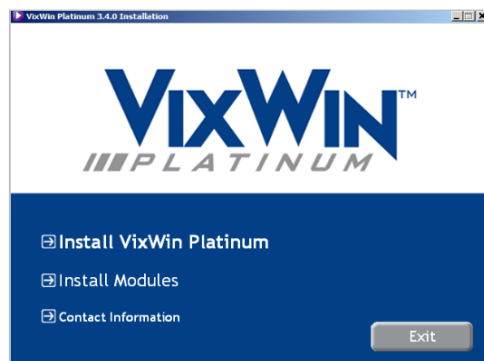 VixWin Platinum 3.4.0 Installation
VIXWIN™
PLATINUM
Install VixWin Platinum
Install Modules
Contact Information
Exit